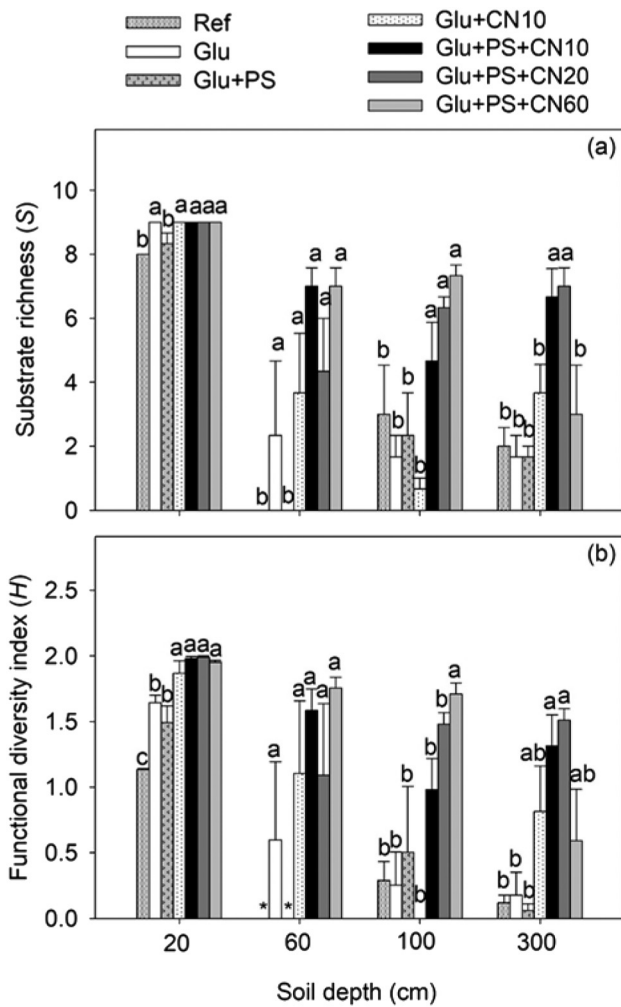 Ref
Glu
Glu+PS
Glu+CN10
Glu+PS+CN10
Glu+PS+CN20
Glu+PS+CN60
(a)
Substrate richness (S)
10
8
6
4
2
0
b a b a a a a
b a b a a a a
b b b b a a a
b b b b a a b
(b)
Functional diversity index (H)
2.5
2.0
1.5
1.0
0.5
0.0
c b b a a a a
* a * a a a a
b b b b b b a
b b b ab a a ab
20 60 100 300
Soil depth (cm)